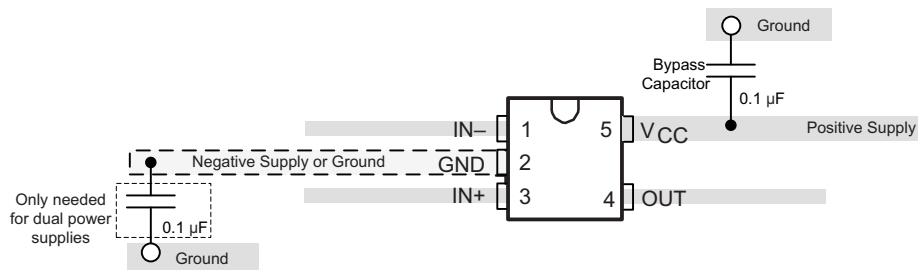 Ground
Bypass
Capacitor
0.1 µF
IN–
1
5
VCC
Positive Supply
Negative Supply or Ground
GND
2
IN+
3
4
OUT
Only needed
for dual power
supplies
0.1 µF
Ground